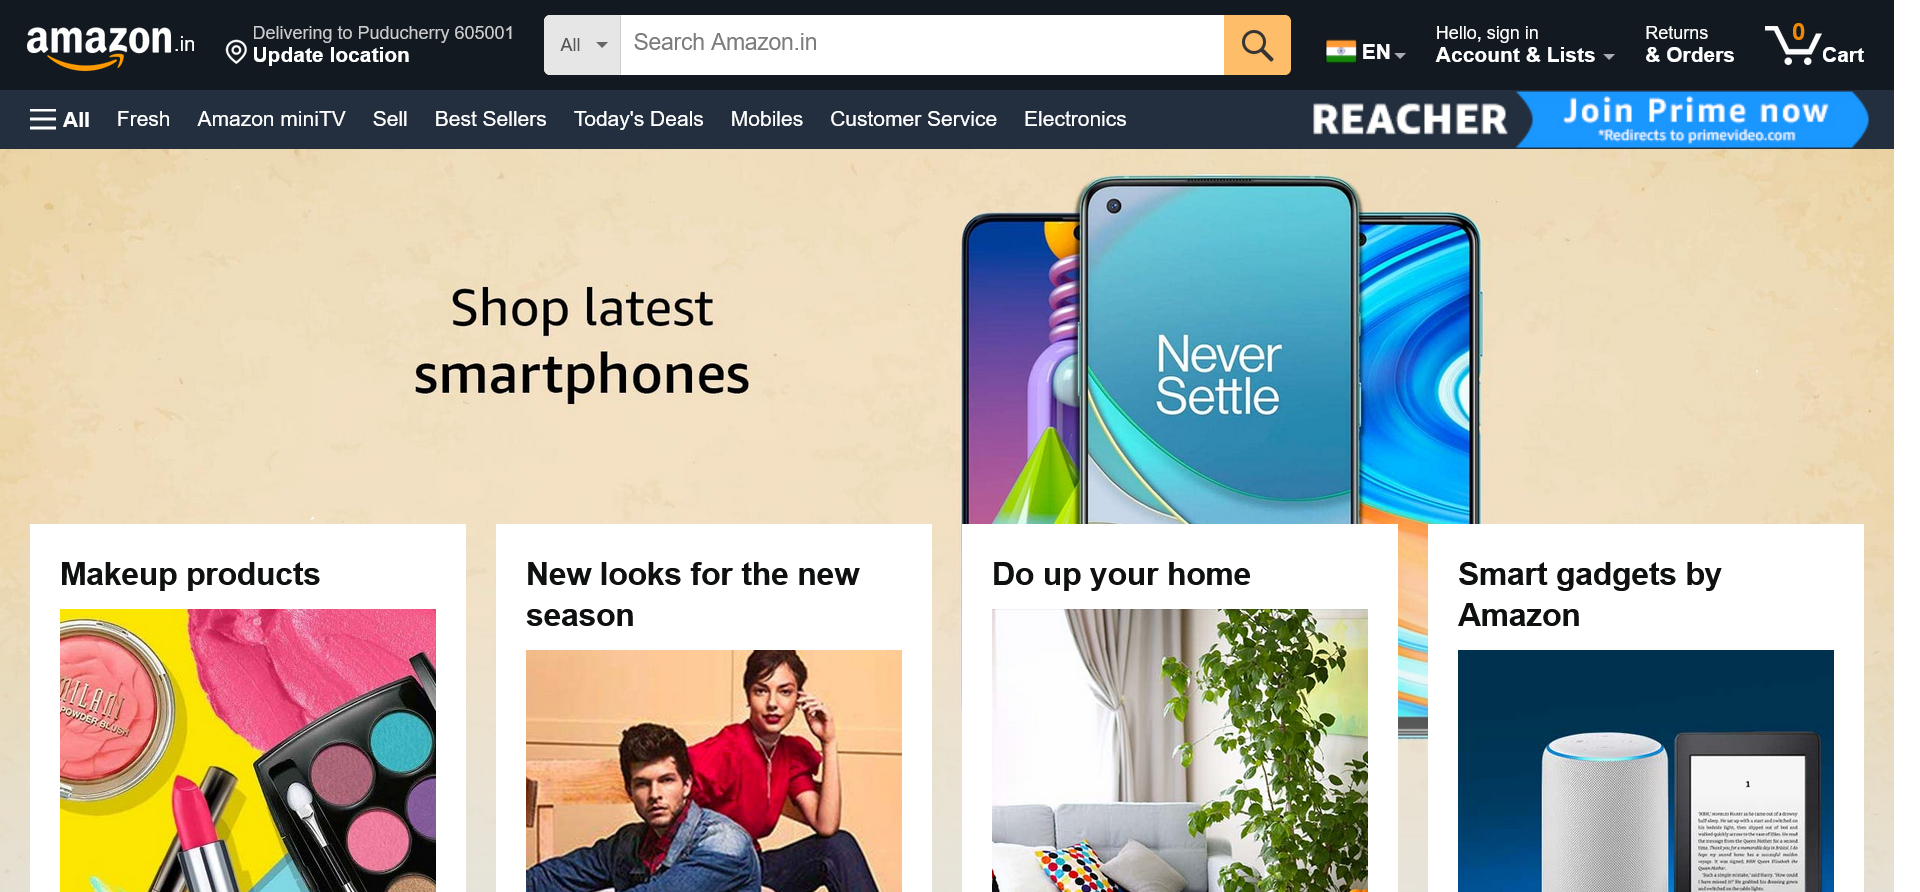 amazon.in
Delivering to Puducherry 605001
Update location
All
Search Amazon.in
EN
Hello, sign in
Account & Lists
Returns
& Orders
0
Cart
All
Fresh
Amazon miniTV
Sell
Best Sellers
Today's Deals
Mobiles
Customer Service
Electronics
REACHER
Join Prime now
*Redirects to primevideo.com
Shop latest
smartphones
Never
Settle
Makeup products
New looks for the new
season
Do up your home
Smart gadgets by
Amazon
MILANI
POWDER BLUSH
1